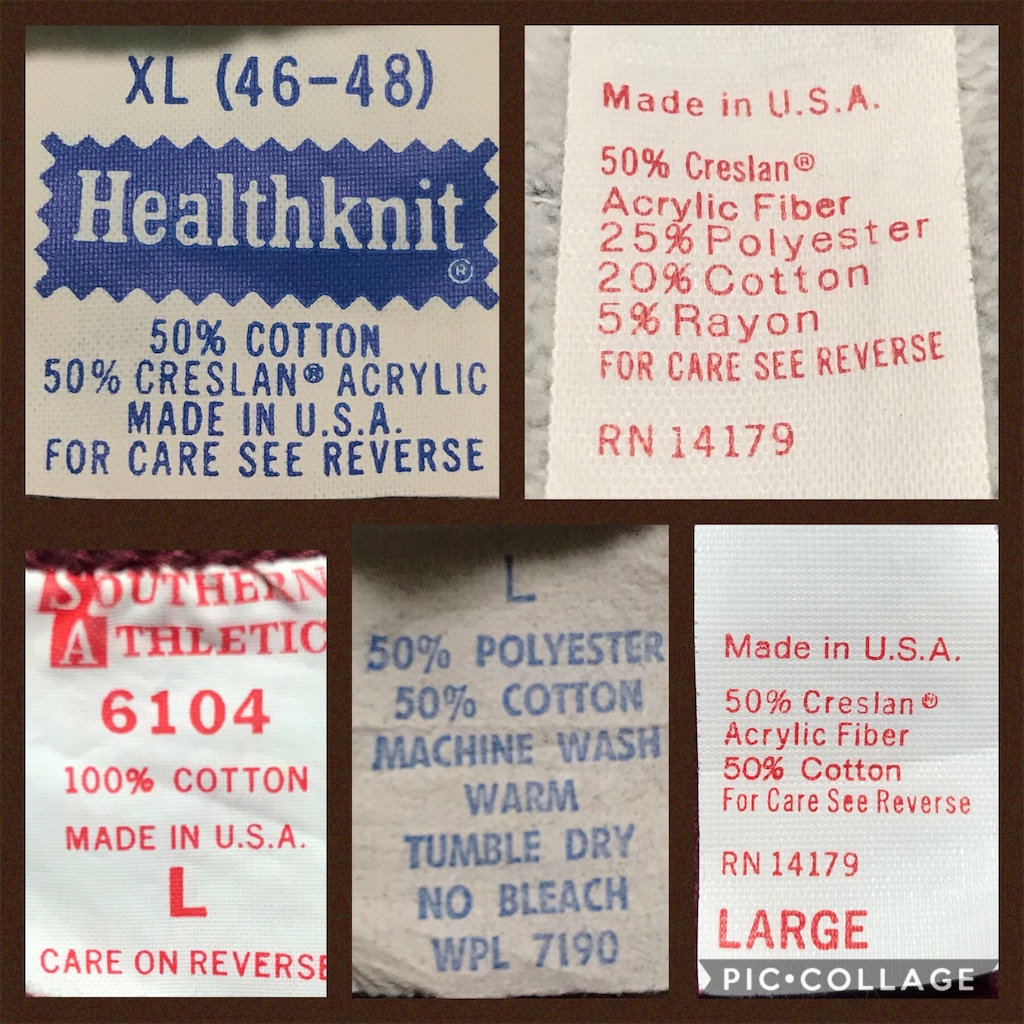 XL (46-48)
Healthknit
®
50% COTTON
50% CRESLAN® ACRYLIC
MADE IN U.S.A.
FOR CARE SEE REVERSE
Made in U.S.A.
50% Creslan®
Acrylic Fiber
25% Polyester
20% Cotton
5% Rayon
FOR CARE SEE REVERSE
RN 14179
SOUTHERN
ATHLETIC
6104
100% COTTON
MADE IN U.S.A.
L
CARE ON REVERSE
L
50% POLYESTER
50% COTTON
MACHINE WASH
WARM
TUMBLE DRY
NO BLEACH
WPL 7190
Made in U.S.A.
50% Creslan®
Acrylic Fiber
50% Cotton
For Care See Reverse
RN 14179
LARGE
PIC•COLLAGE